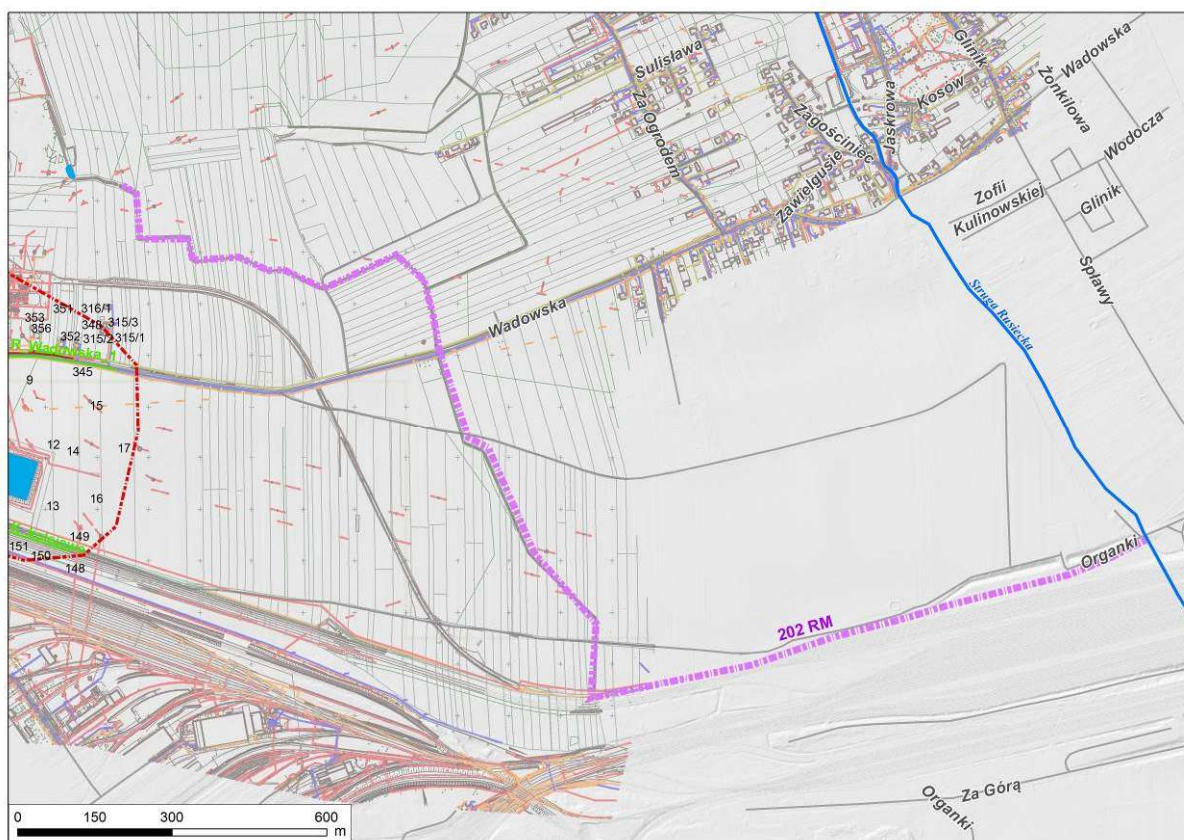 Sulisława
Za Ogrodem
Zagościniec
Jaskrowa
Kosów
Glinik
Żonkilowa
Wadowska
Wodocza
Zawielgusie
Zofii
Kulinowskiej
Glinik
Spławy
Struga Rusiecka
Wadowska
353
351
316/1
356
348
315/3
352
315/2
315/1
R_Wadowska_1
345
9
15
12
14
17
13
16
149
151
150
148
Organki
202 RM
Za Górą
Organki
0 150 300 600
m